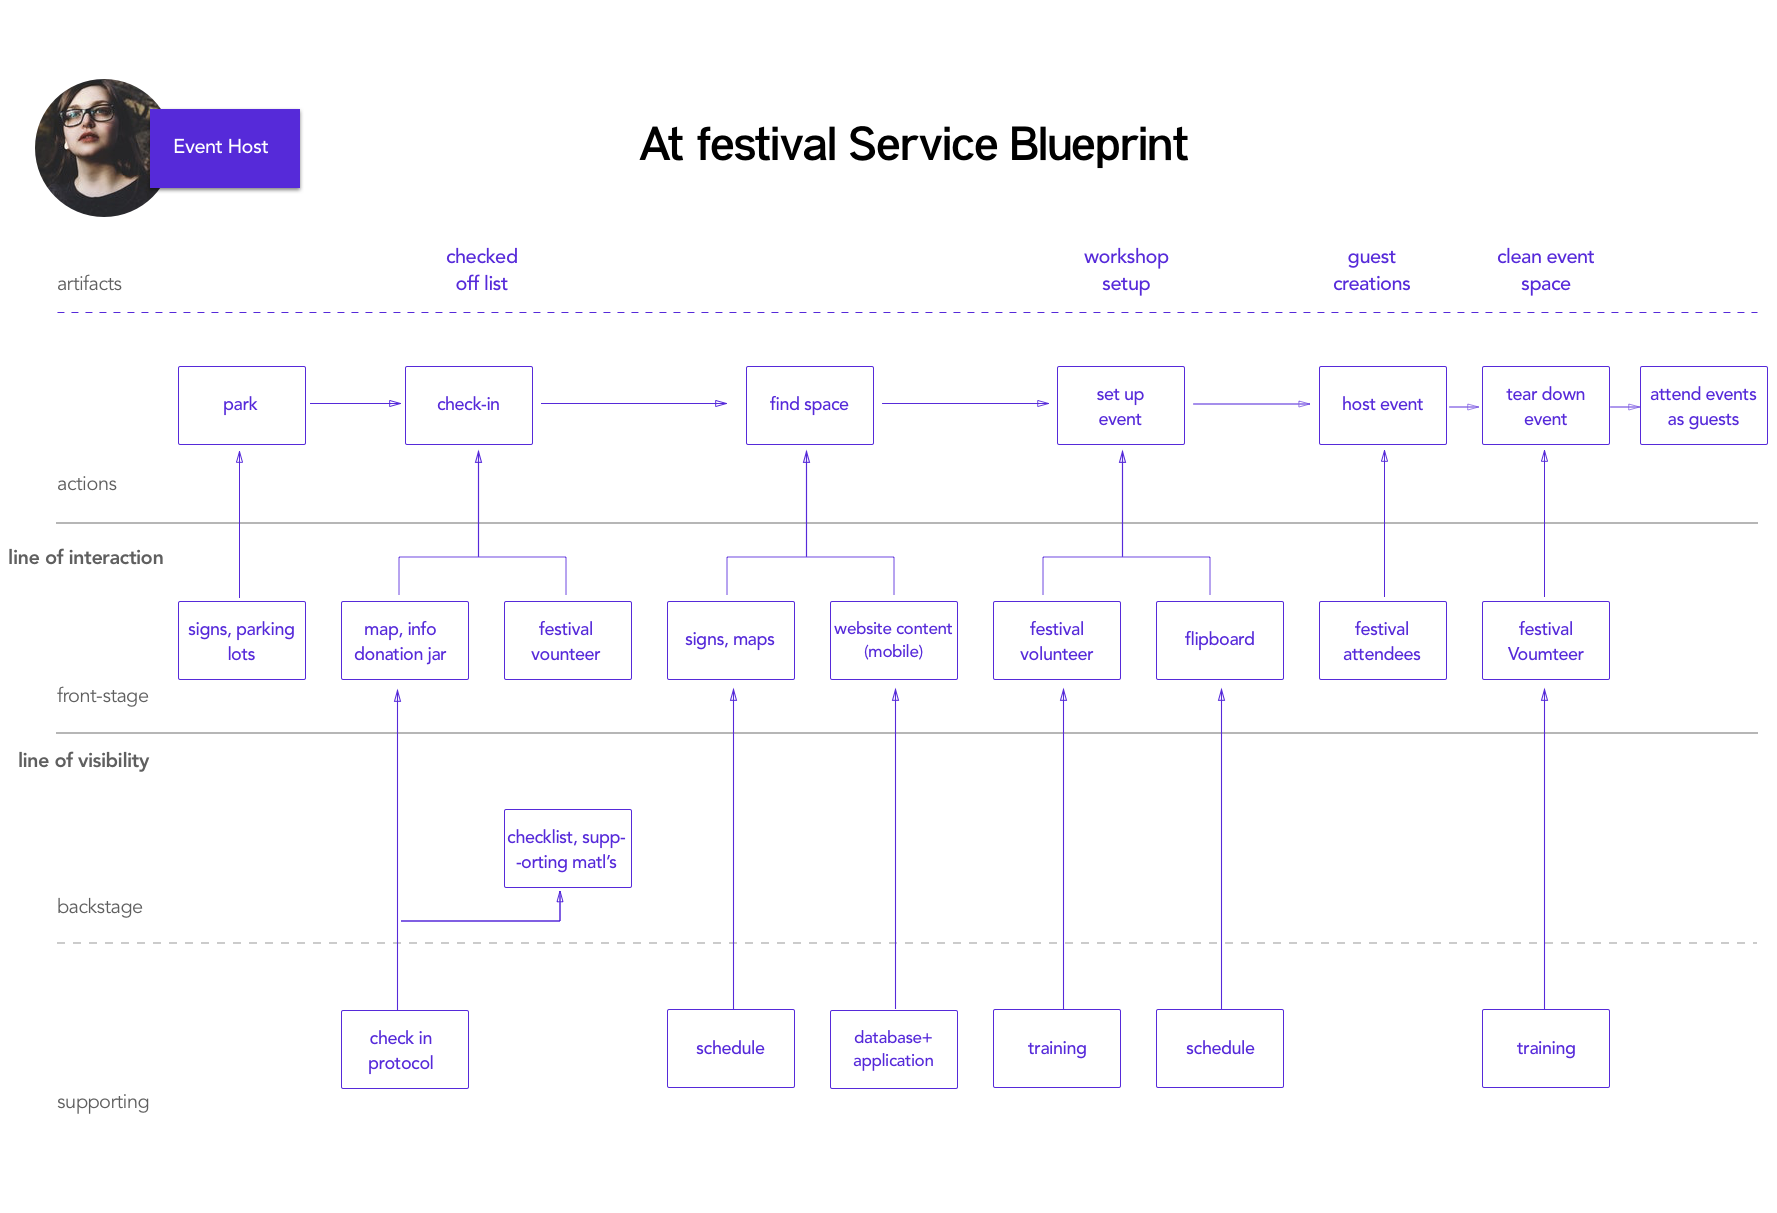 Event Host
At festival Service Blueprint
artifacts
checked
off list
workshop
setup
guest
creations
clean event
space
park
check-in
find space
set up
event
host event
tear down
event
attend events
as guests
actions
line of interaction
signs, parking
lots
map, info
donation jar
festival
vounteer
signs, maps
website content
(mobile)
festival
volunteer
flipboard
festival
attendees
festival
Voumteer
front-stage
line of visibility
checklist, supp-
-orting matl's
backstage
check in
protocol
schedule
database+
application
training
schedule
training
supporting